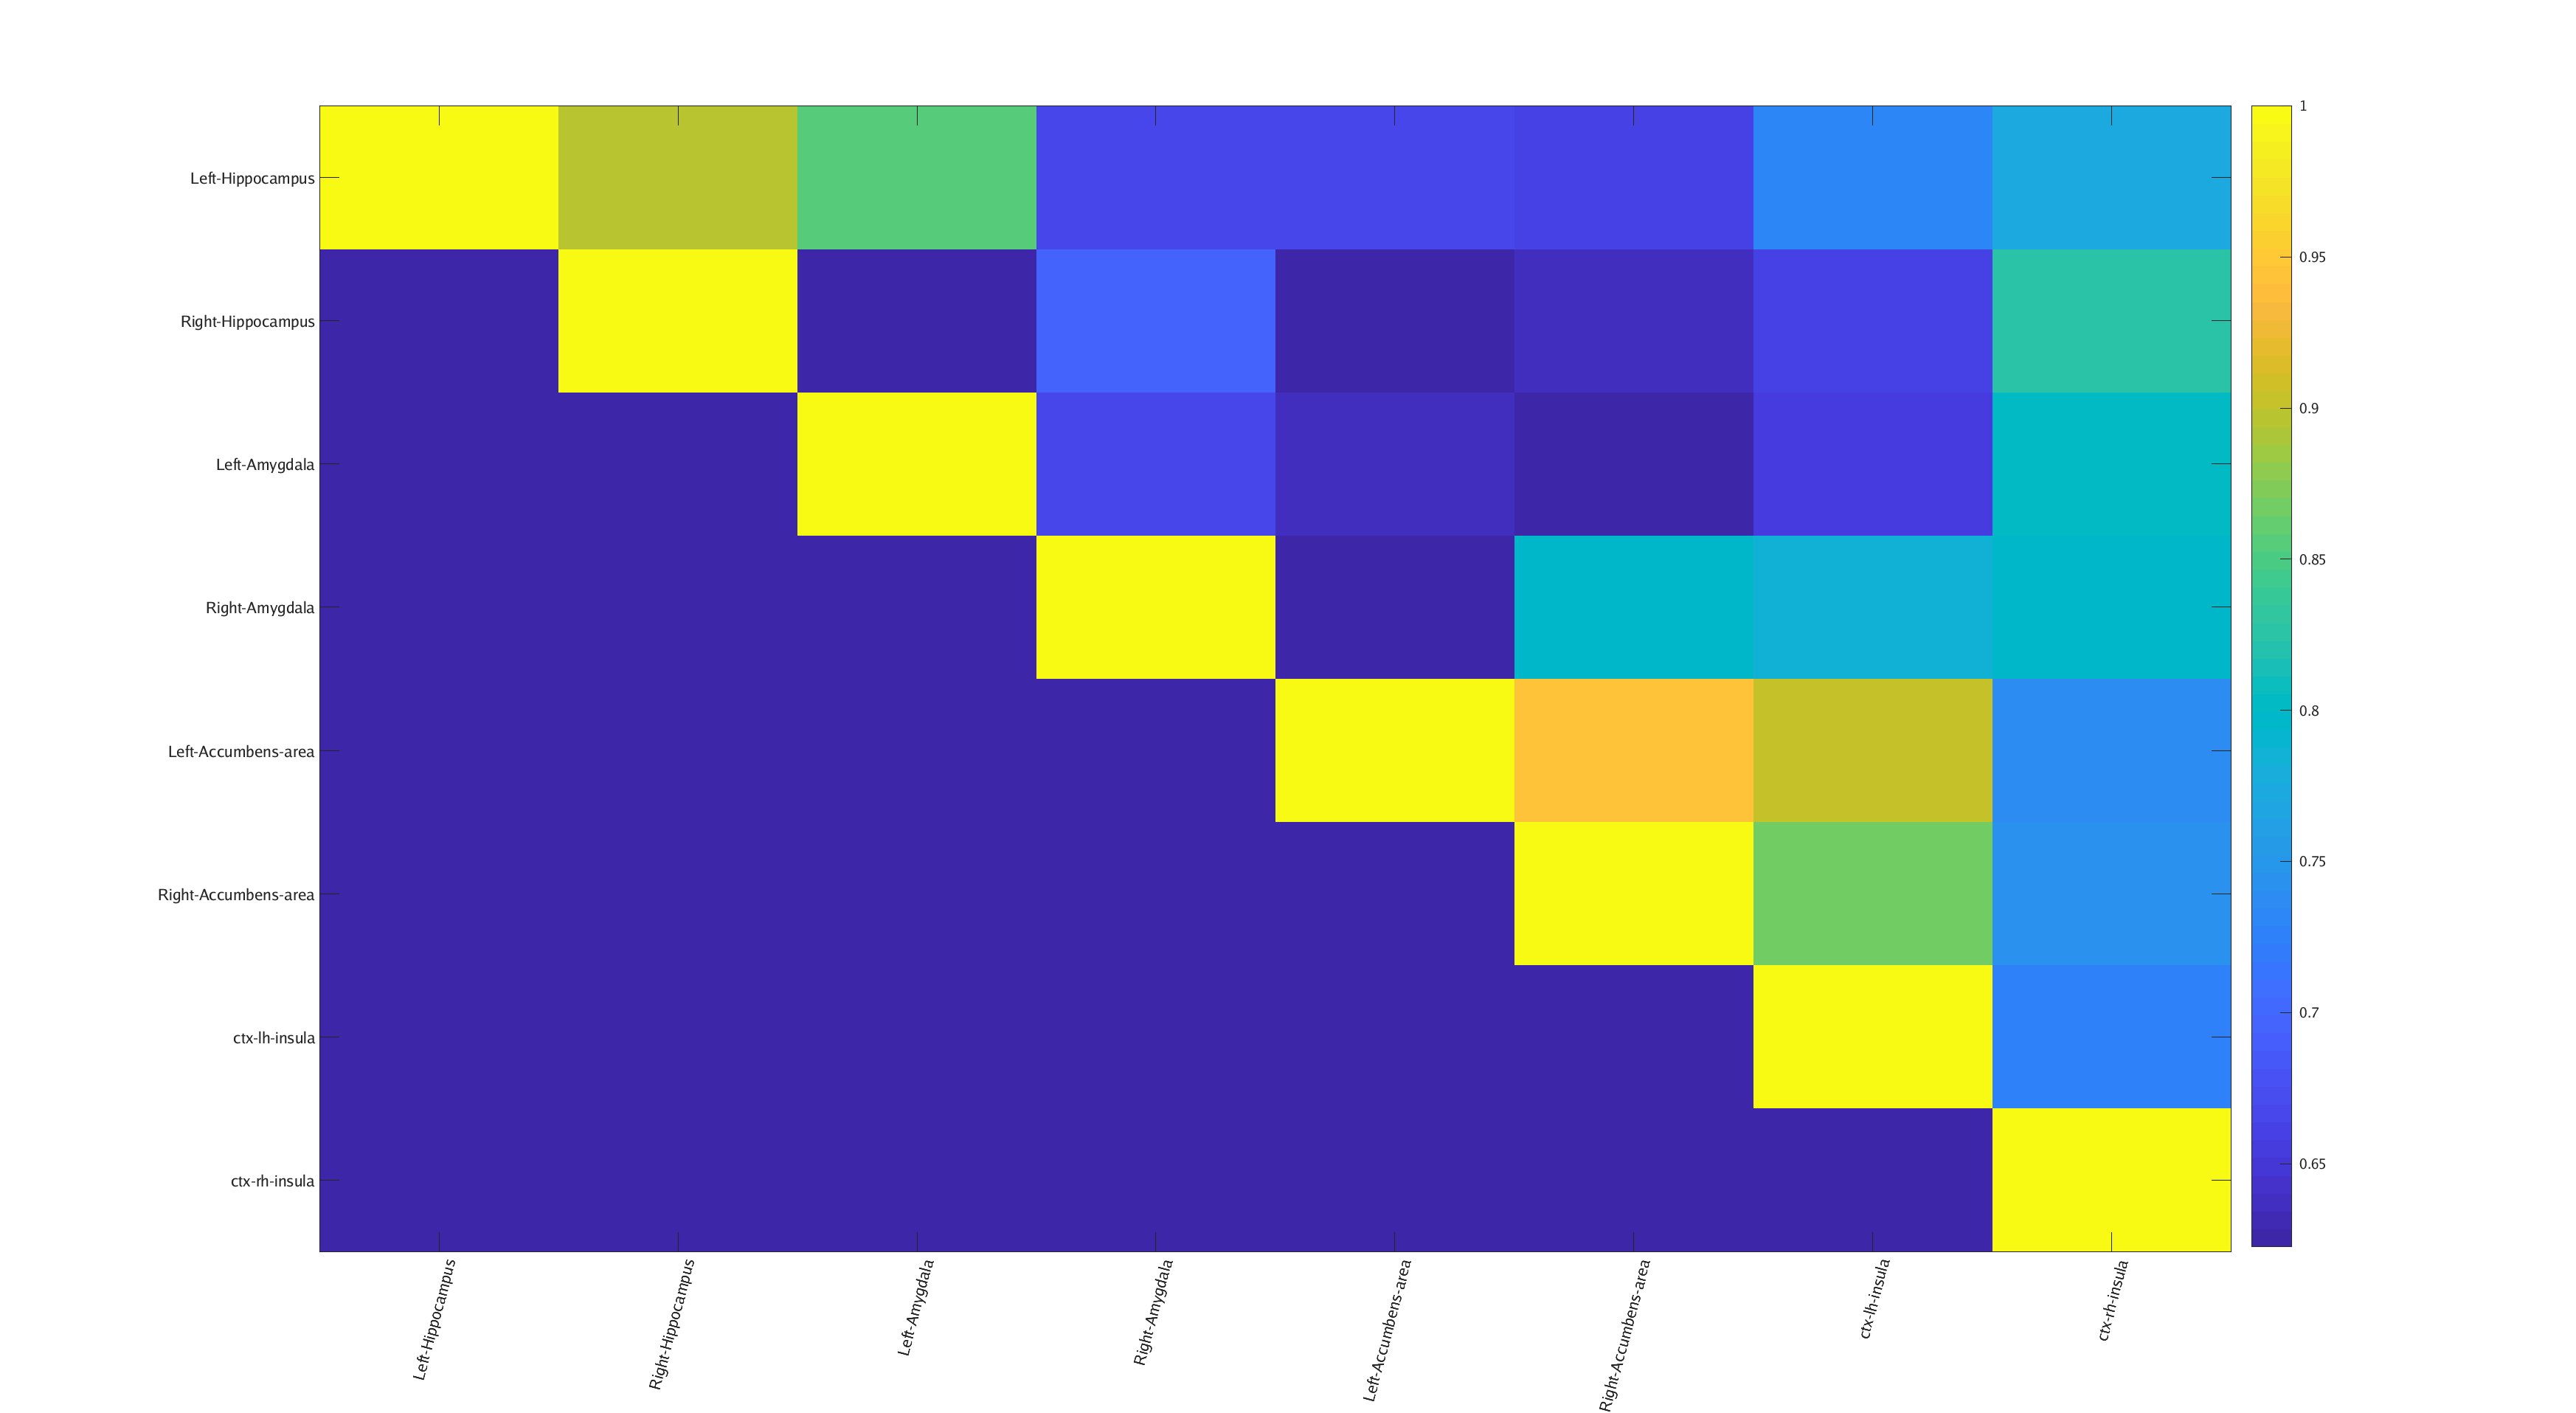 Left-Hippocampus
Right-Hippocampus
Left-Amygdala
Right-Amygdala
Left-Accumbens-area
Right-Accumbens-area
ctx-lh-insula
ctx-rh-insula
Left-Hippocampus
Right-Hippocampus
Left-Amygdala
Right-Amygdala
Left-Accumbens-area
Right-Accumbens-area
ctx-lh-insula
ctx-rh-insula
1
0.95
0.9
0.85
0.8
0.75
0.7
0.65